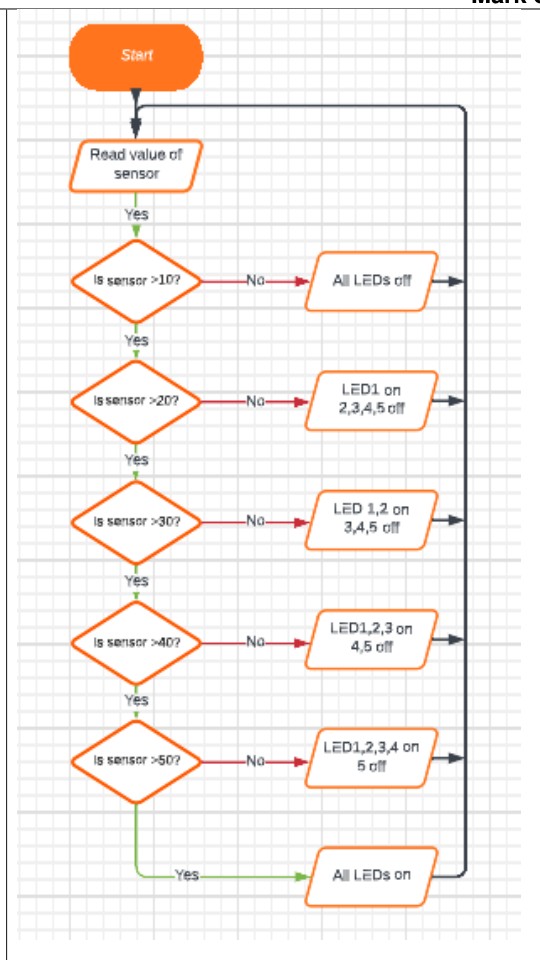 Start
Read value of
sensor
Yes
Is sensor >10?
No
All LEDs off
Yes
Is sensor >20?
No
LED1 on
2,3,4,5 off
Yes
Is sensor >30?
No
LED 1,2 on
3,4,5 off
Yes
Is sensor >40?
No
LED1,2,3 on
4,5 off
Yes
Is sensor >50?
No
LED1,2,3,4 on
5 off
Yes
All LEDs on